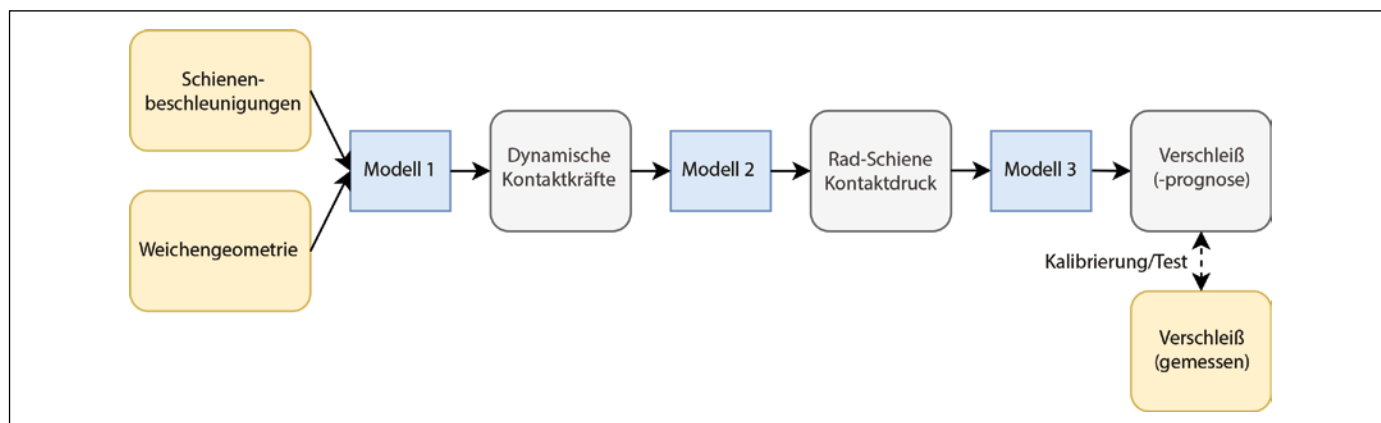 Schienen-
beschleunigungen
Weichengeometrie
Modell 1
Dynamische
Kontaktkräfte
Modell 2
Rad-Schiene
Kontaktdruck
Modell 3
Verschleiß
(-prognose)
Kalibrierung/Test
Verschleiß
(gemessen)